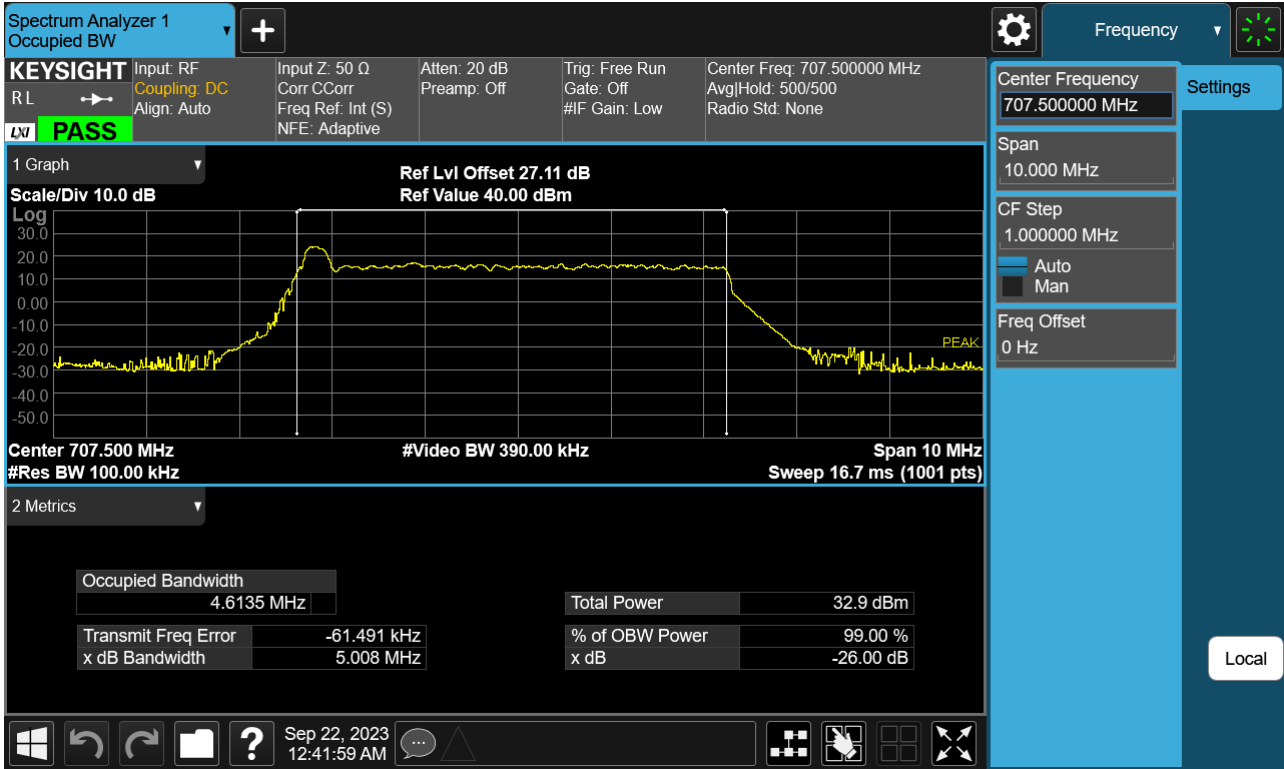 Spectrum Analyzer 1
Occupied BW
Frequency
KEYSIGHT
R L
LXI PASS
Input: RF
Coupling: DC
Align: Auto
Input Z: 50 Ω
Corr CCorr
Freq Ref: Int (S)
NFE: Adaptive
Atten: 20 dB
Preamp: Off
Trig: Free Run
Gate: Off
#IF Gain: Low
Center Freq: 707.500000 MHz
Avg|Hold: 500/500
Radio Std: None
1 Graph
Scale/Div 10.0 dB
Ref Lvl Offset 27.11 dB
Ref Value 40.00 dBm
Log
30.0
20.0
10.0
0.00
-10.0
-20.0
-30.0
-40.0
-50.0
PEAK
Center 707.500 MHz
#Video BW 390.00 kHz
Span 10 MHz
#Res BW 100.00 kHz
Sweep 16.7 ms (1001 pts)
2 Metrics
Occupied Bandwidth
4.6135 MHz
Total Power 32.9 dBm
Transmit Freq Error -61.491 kHz
% of OBW Power 99.00 %
x dB Bandwidth 5.008 MHz
x dB -26.00 dB
Center Frequency
707.500000 MHz
Span
10.000 MHz
CF Step
1.000000 MHz
Auto
Man
Freq Offset
0 Hz
Settings
Local
?
Sep 22, 2023
12:41:59 AM